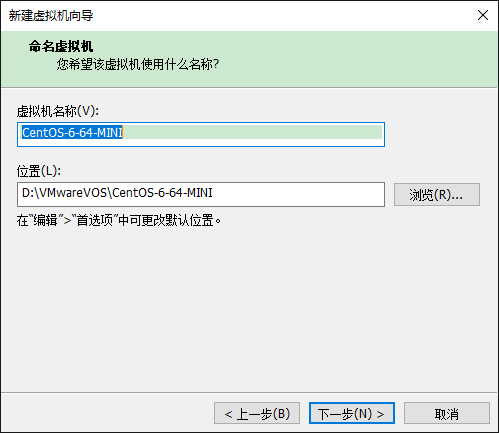 新建虚拟机向导
命名虚拟机
您希望该虚拟机使用什么名称?
虚拟机名称(V):
CentOS-6-64-MINI
位置(L):
D:\VMwareVOS\CentOS-6-64-MINI
浏览(R)...
在“编辑”>“首选项”中可更改默认位置。
< 上一步(B)
下一步(N) >
取消